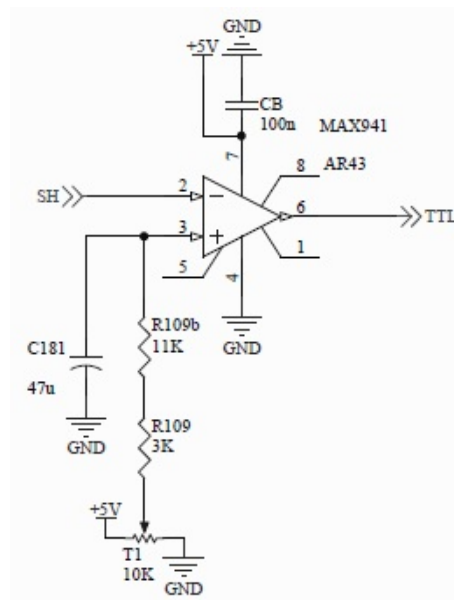 GND
+5V
CB
100n
MAX941
7
8
AR43
SH
2
6
TTL
3
1
5
4
R109b
11K
GND
C181
47u
R109
3K
GND
+5V
T1
10K
GND